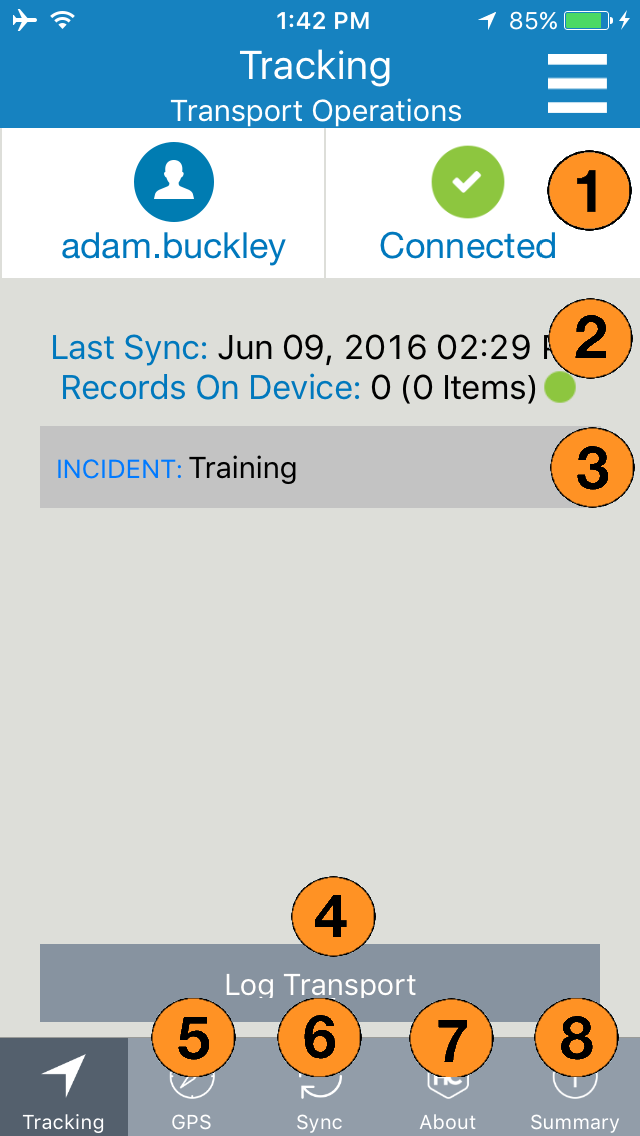 1:42 PM 85%
Tracking
Transport Operations
adam.buckley
Connected
1
Last Sync: Jun 09, 2016 02:29
2
Records On Device: 0 (0 Items)
INCIDENT: Training
3
4
Log Transport
5 6 7 8
Tracking GPS Sync About Summary